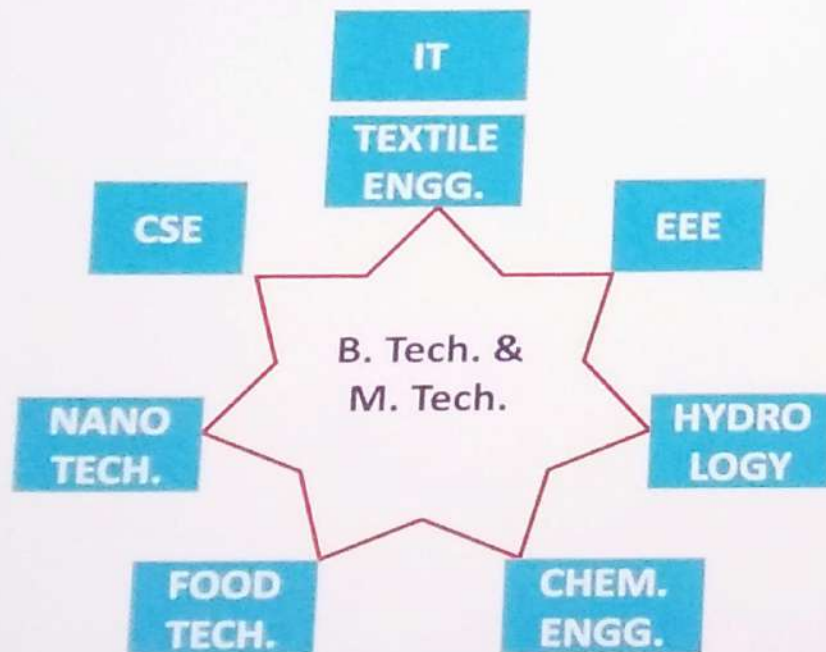 IT
TEXTILE
ENGG.
CSE
EEE
B. Tech. &
M. Tech.
NANO
TECH.
HYDRO
LOGY
FOOD
TECH.
CHEM.
ENGG.